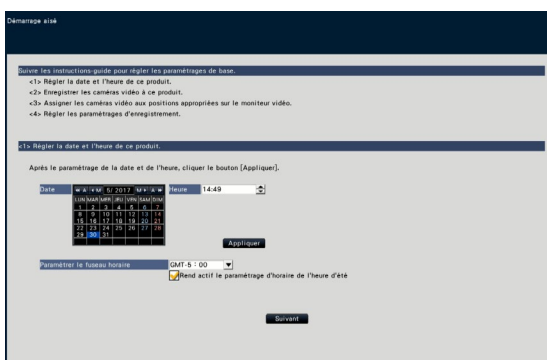 Démarrage aisé
Suivre les instructions-guide pour régler les paramétrages de base.
<1> Régler la date et l'heure de ce produit.
<2> Enregistrer les caméras vidéo à ce produit.
<3> Assigner les caméras vidéo aux positions appropriées sur le moniteur vidéo.
<4> Régler les paramétrages d'enregistrement.
<1> Régler la date et l'heure de ce produit.
Après le paramétrage de la date et de l'heure, cliquer le bouton [Appliquer].
Date ◀◀ A ◀ M 5/ 2017 M ▶ A ▶▶ Heure 14:49
LUN MAR MER JEU VEN SAM DIM
1 2 3 4 5 6 7
8 9 10 11 12 13 14
15 16 17 18 19 20 21
22 23 24 25 26 27 28
29 30 31
Appliquer
Paramétrer le fuseau horaire GMT-5 : 00 ▼
Rend actif le paramétrage d'horaire de l'heure d'été
Suivant